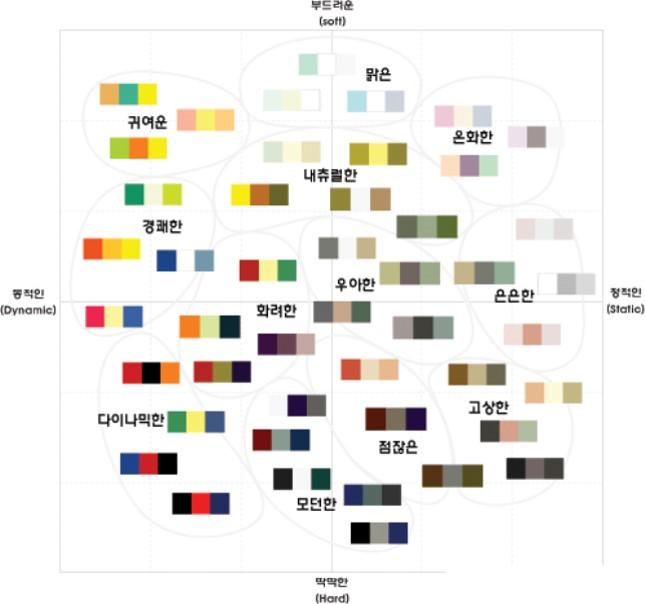 부드러운
(soft)
맑은
귀여운
온화한
내츄럴한
경쾌한
우아한
은은한
동적인
(Dynamic)
정적인
(Static)
화려한
다이나믹한
고상한
점잖은
모던한
딱딱한
(Hard)